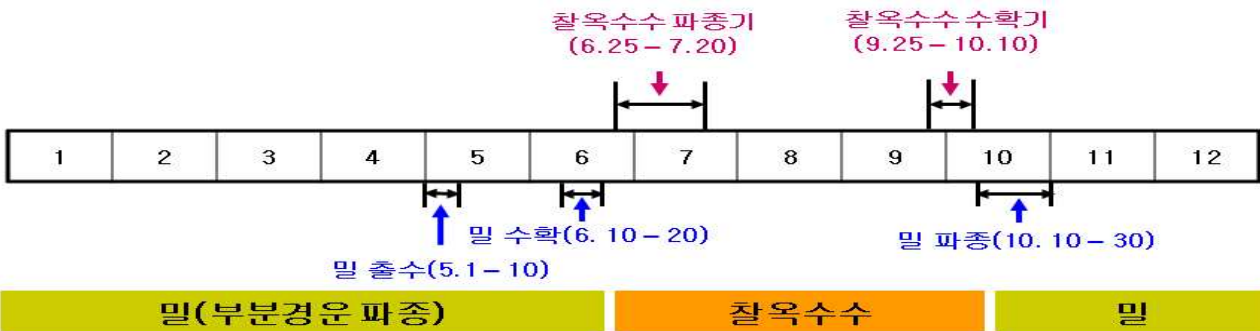 찰옥수수 파종기
(6.25 – 7.20)
찰옥수수 수확기
(9.25 – 10.10)
1 2 3 4 5 6 7 8 9 10 11 12
밀 수확(6. 10 – 20)
밀 파종(10. 10 – 30)
밀 출수(5.1 – 10)
밀(부분경운 파종) 찰옥수수 밀